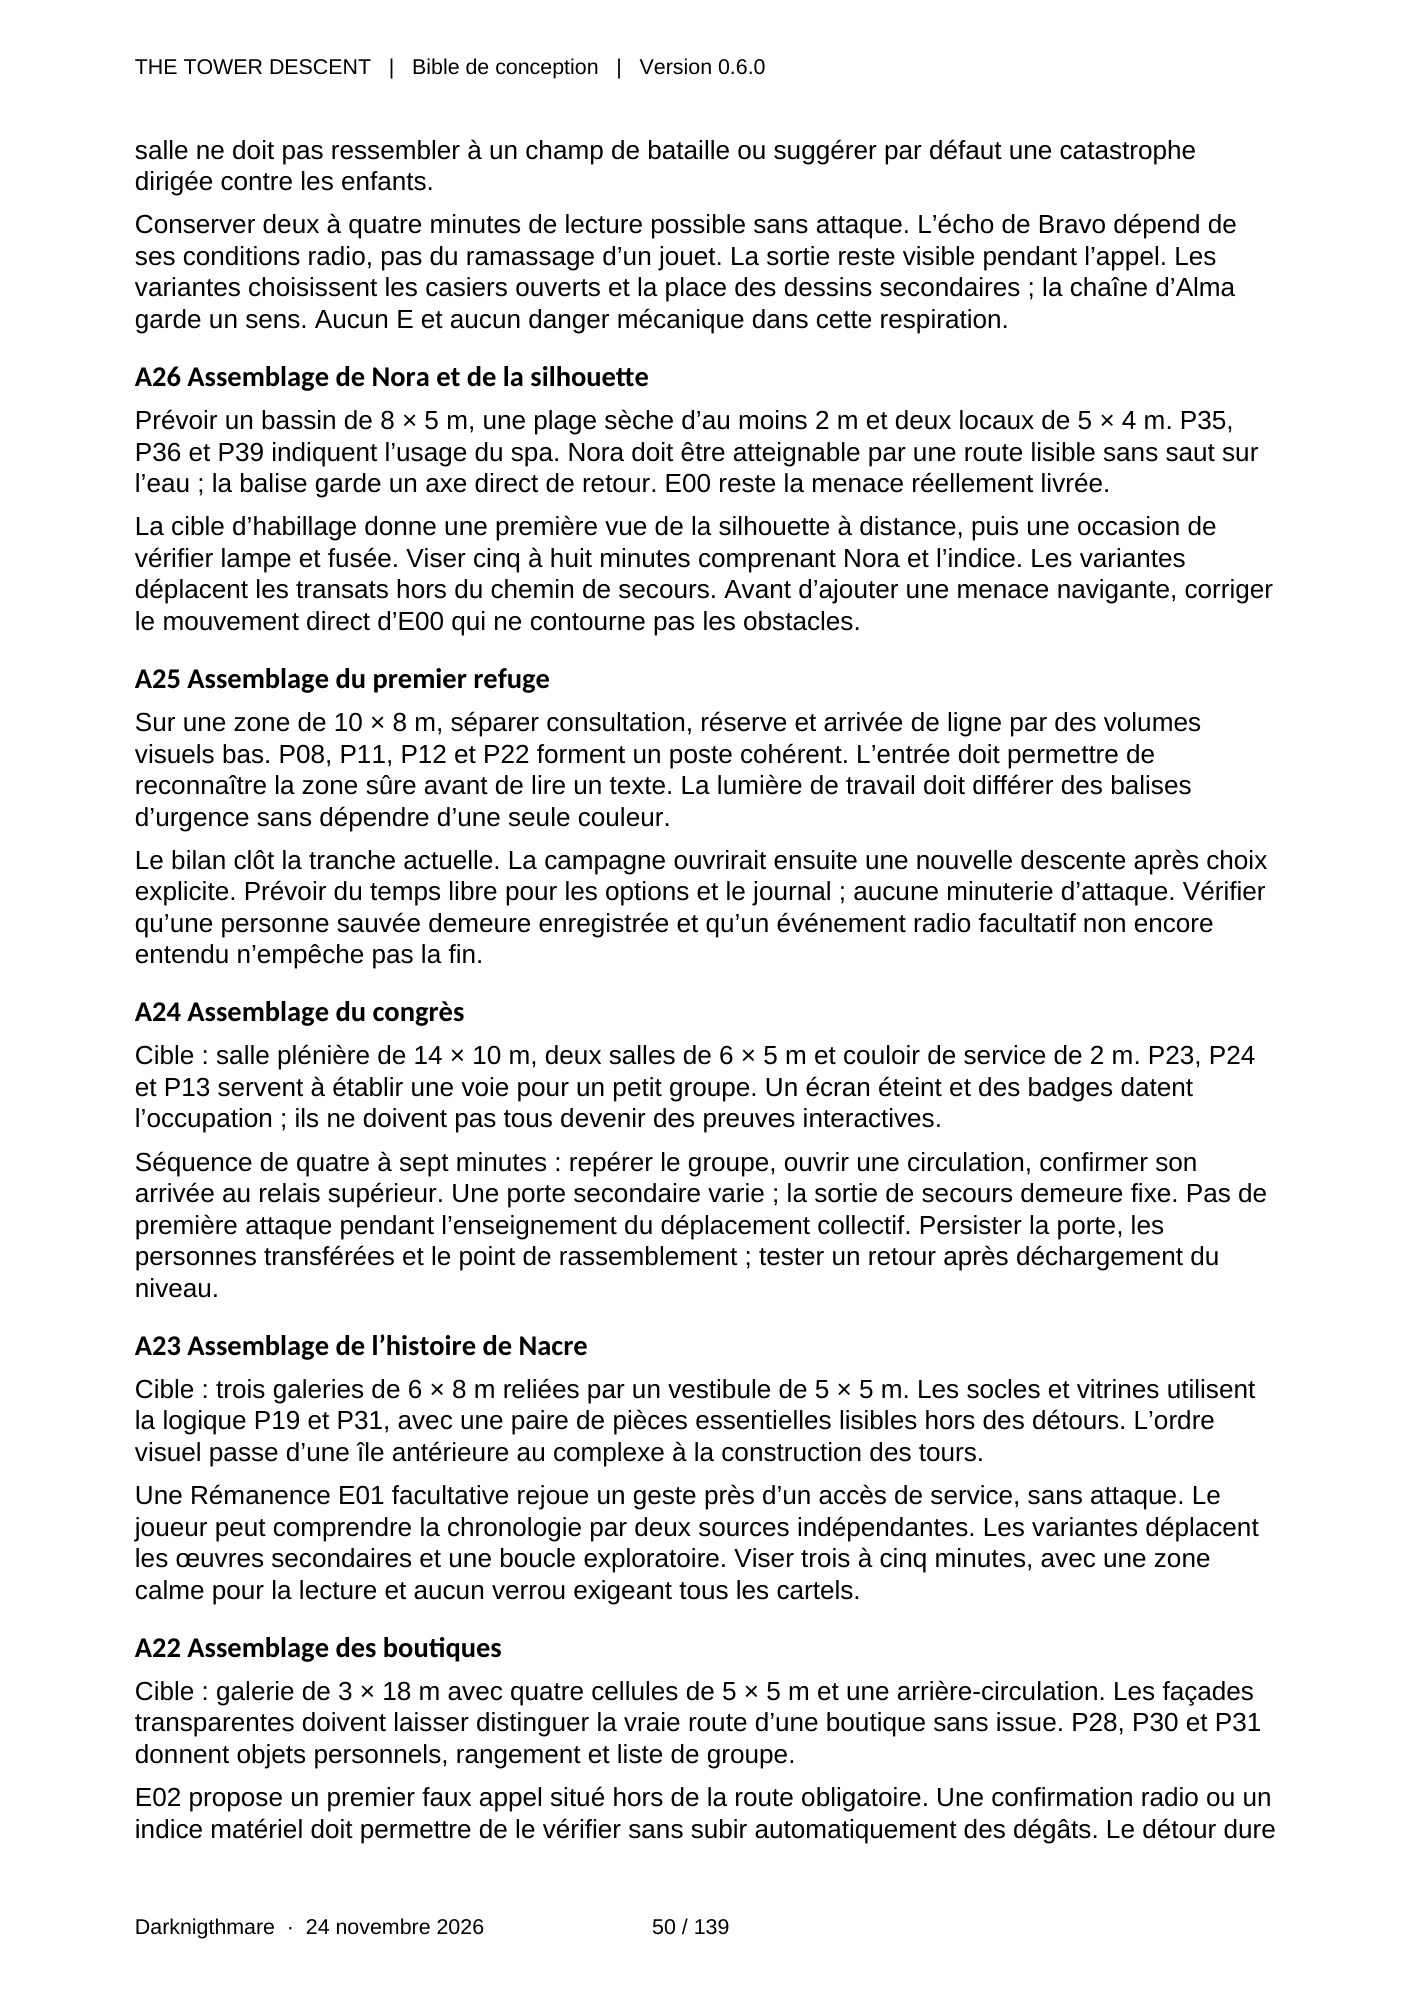 THE TOWER DESCENT | Bible de conception | Version 0.6.0
salle ne doit pas ressembler à un champ de bataille ou suggérer par défaut une catastrophe
dirigée contre les enfants.
Conserver deux à quatre minutes de lecture possible sans attaque. L’écho de Bravo dépend de
ses conditions radio, pas du ramassage d’un jouet. La sortie reste visible pendant l’appel. Les
variantes choisissent les casiers ouverts et la place des dessins secondaires ; la chaîne d’Alma
garde un sens. Aucun E et aucun danger mécanique dans cette respiration.
A26 Assemblage de Nora et de la silhouette
Prévoir un bassin de 8 × 5 m, une plage sèche d’au moins 2 m et deux locaux de 5 × 4 m. P35,
P36 et P39 indiquent l’usage du spa. Nora doit être atteignable par une route lisible sans saut sur
l’eau ; la balise garde un axe direct de retour. E00 reste la menace réellement livrée.
La cible d’habillage donne une première vue de la silhouette à distance, puis une occasion de
vérifier lampe et fusée. Viser cinq à huit minutes comprenant Nora et l’indice. Les variantes
déplacent les transats hors du chemin de secours. Avant d’ajouter une menace navigante, corriger
le mouvement direct d’E00 qui ne contourne pas les obstacles.
A25 Assemblage du premier refuge
Sur une zone de 10 × 8 m, séparer consultation, réserve et arrivée de ligne par des volumes
visuels bas. P08, P11, P12 et P22 forment un poste cohérent. L’entrée doit permettre de
reconnaître la zone sûre avant de lire un texte. La lumière de travail doit différer des balises
d’urgence sans dépendre d’une seule couleur.
Le bilan clôt la tranche actuelle. La campagne ouvrirait ensuite une nouvelle descente après choix
explicite. Prévoir du temps libre pour les options et le journal ; aucune minuterie d’attaque. Vérifier
qu’une personne sauvée demeure enregistrée et qu’un événement radio facultatif non encore
entendu n’empêche pas la fin.
A24 Assemblage du congrès
Cible : salle plénière de 14 × 10 m, deux salles de 6 × 5 m et couloir de service de 2 m. P23, P24
et P13 servent à établir une voie pour un petit groupe. Un écran éteint et des badges datent
l’occupation ; ils ne doivent pas tous devenir des preuves interactives.
Séquence de quatre à sept minutes : repérer le groupe, ouvrir une circulation, confirmer son
arrivée au relais supérieur. Une porte secondaire varie ; la sortie de secours demeure fixe. Pas de
première attaque pendant l’enseignement du déplacement collectif. Persister la porte, les
personnes transférées et le point de rassemblement ; tester un retour après déchargement du
niveau.
A23 Assemblage de l’histoire de Nacre
Cible : trois galeries de 6 × 8 m reliées par un vestibule de 5 × 5 m. Les socles et vitrines utilisent
la logique P19 et P31, avec une paire de pièces essentielles lisibles hors des détours. L’ordre
visuel passe d’une île antérieure au complexe à la construction des tours.
Une Rémanence E01 facultative rejoue un geste près d’un accès de service, sans attaque. Le
joueur peut comprendre la chronologie par deux sources indépendantes. Les variantes déplacent
les œuvres secondaires et une boucle exploratoire. Viser trois à cinq minutes, avec une zone
calme pour la lecture et aucun verrou exigeant tous les cartels.
A22 Assemblage des boutiques
Cible : galerie de 3 × 18 m avec quatre cellules de 5 × 5 m et une arrière-circulation. Les façades
transparentes doivent laisser distinguer la vraie route d’une boutique sans issue. P28, P30 et P31
donnent objets personnels, rangement et liste de groupe.
E02 propose un premier faux appel situé hors de la route obligatoire. Une confirmation radio ou un
indice matériel doit permettre de le vérifier sans subir automatiquement des dégâts. Le détour dure
Darknigthmare · 24 novembre 2026 50 / 139